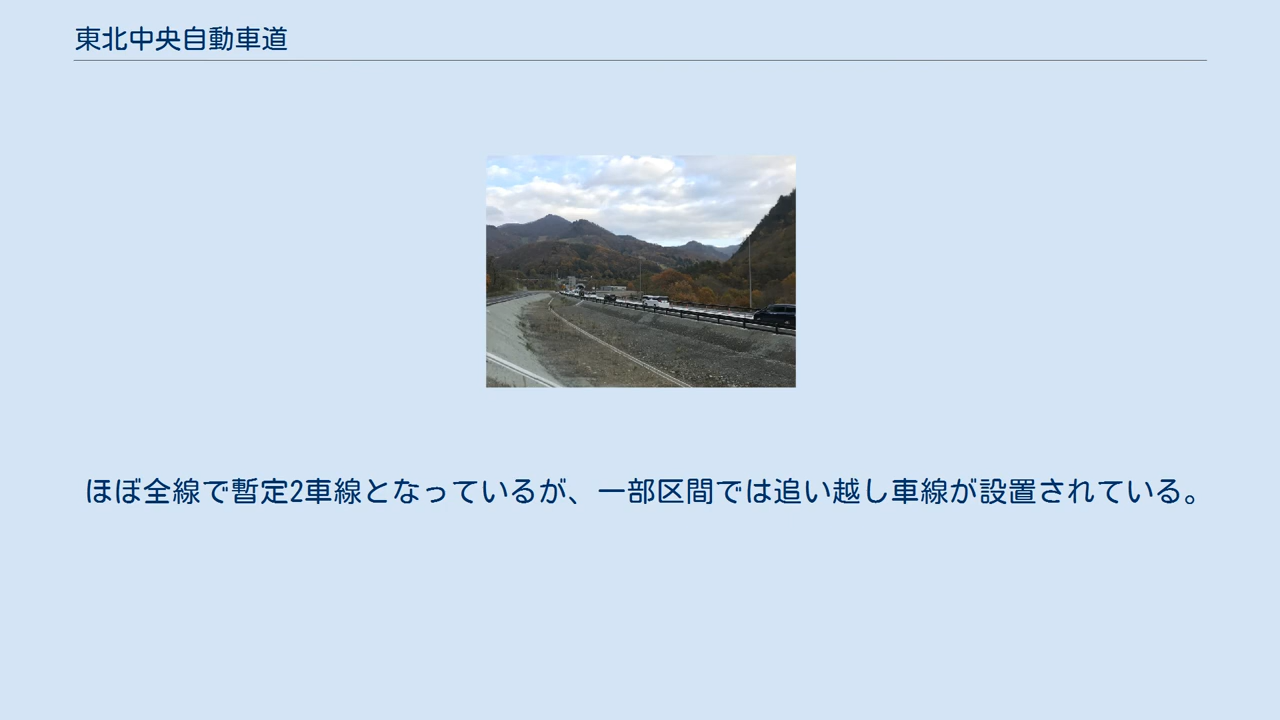 東北中央自動車道
ほぼ全線で暫定2車線となっているが、一部区間では追い越し車線が設置されている。